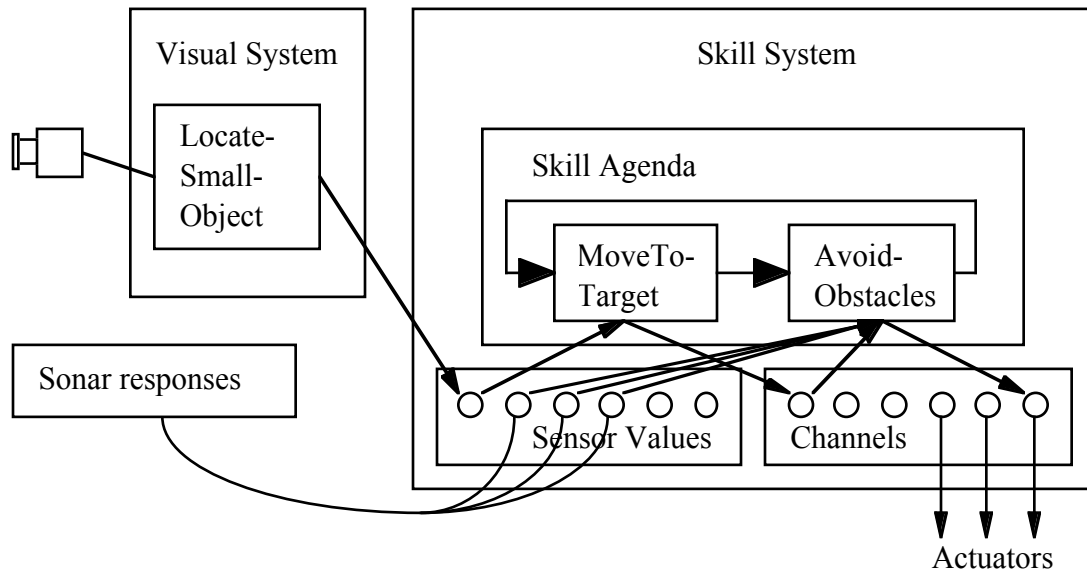 Visual System
Locate-
Small-
Object
Skill System
Skill Agenda
MoveTo-
Target
Avoid-
Obstacles
Sonar responses
Sensor Values
Channels
Actuators